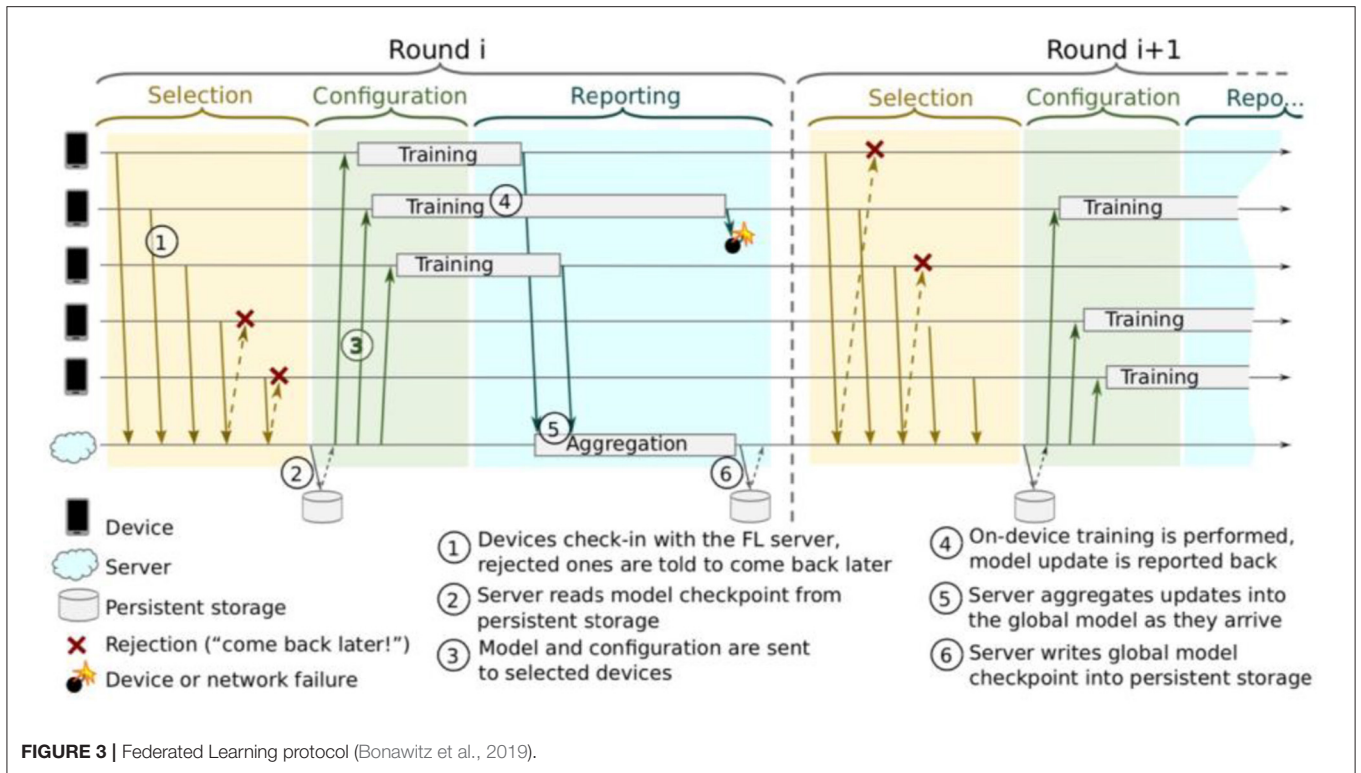 Round i
Round i+1
Selection
Configuration
Reporting
Selection
Configuration
Repo...
Training
Training
4
1
Training
Training
Training
3
Training
5
Aggregation
2
6
Device
Server
Persistent storage
Rejection ("come back later!")
Device or network failure
1
Devices check-in with the FL server,
rejected ones are told to come back later
2
Server reads model checkpoint from
persistent storage
3
Model and configuration are sent
to selected devices
4
On-device training is performed,
model update is reported back
5
Server aggregates updates into
the global model as they arrive
6
Server writes global model
checkpoint into persistent storage
FIGURE 3 | Federated Learning protocol (Bonawitz et al., 2019).